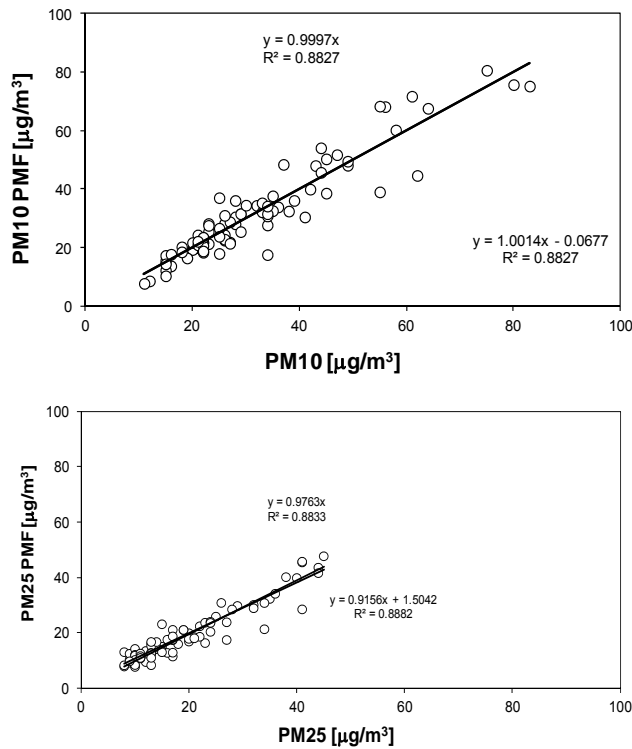 100
80
60
40
20
0
PM10 PMF [µg/m³]
y = 0.9997x
R² = 0.8827
y = 1.0014x - 0.0677
R² = 0.8827
0 20 40 60 80 100
PM10 [µg/m³]
100
80
60
40
20
0
PM25 PMF [µg/m³]
y = 0.9763x
R² = 0.8833
y = 0.9156x + 1.5042
R² = 0.8882
0 20 40 60 80 100
PM25 [µg/m³]